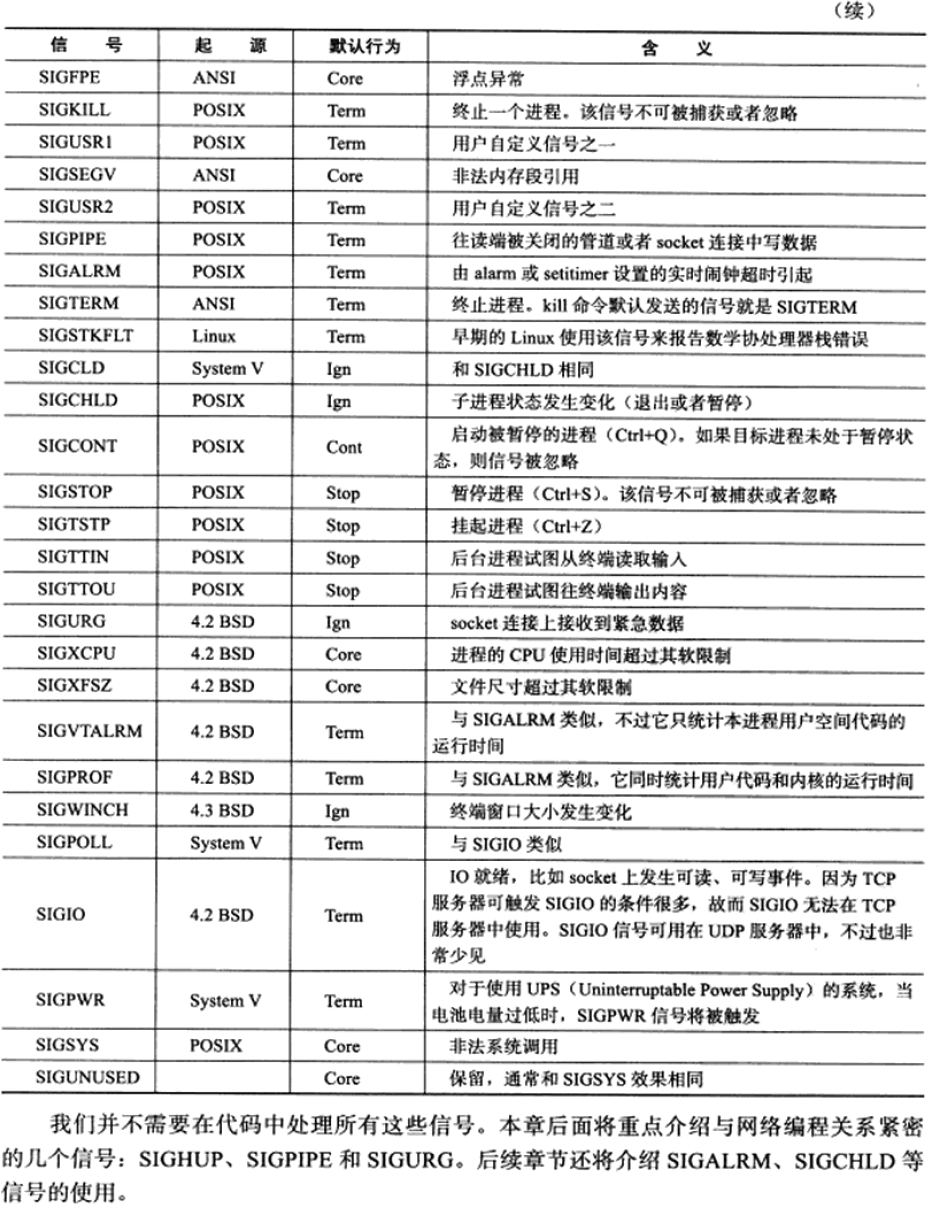 （续）
信 号 起 源 默认行为 含 义
SIGFPE ANSI Core 浮点异常
SIGKILL POSIX Term 终止一个进程。该信号不可被捕获或者忽略
SIGUSR1 POSIX Term 用户自定义信号之一
SIGSEGV ANSI Core 非法内存段引用
SIGUSR2 POSIX Term 用户自定义信号之二
SIGPIPE POSIX Term 往读端被关闭的管道或者 socket 连接中写数据
SIGALRM POSIX Term 由 alarm 或 setitimer 设置的实时闹钟超时引起
SIGTERM ANSI Term 终止进程。kill 命令默认发送的信号就是 SIGTERM
SIGSTKFLT Linux Term 早期的 Linux 使用该信号来报告数学协处理器栈错误
SIGCLD System V Ign 和 SIGCHLD 相同
SIGCHLD POSIX Ign 子进程状态发生变化（退出或者暂停）
SIGCONT POSIX Cont 启动被暂停的进程（Ctrl+Q）。如果目标进程未处于暂停状
态，则信号被忽略
SIGSTOP POSIX Stop 暂停进程（Ctrl+S）。该信号不可被捕获或者忽略
SIGTSTP POSIX Stop 挂起进程（Ctrl+Z）
SIGTTIN POSIX Stop 后台进程试图从终端读取输入
SIGTTOU POSIX Stop 后台进程试图往终端输出内容
SIGURG 4.2 BSD Ign socket 连接上接收到紧急数据
SIGXCPU 4.2 BSD Core 进程的 CPU 使用时间超过其软限制
SIGXFSZ 4.2 BSD Core 文件尺寸超过其软限制
SIGVTALRM 4.2 BSD Term 与 SIGALRM 类似，不过它只统计本进程用户空间代码的
运行时间
SIGPROF 4.2 BSD Term 与 SIGALRM 类似，它同时统计用户代码和内核的运行时间
SIGWINCH 4.3 BSD Ign 终端窗口大小发生变化
SIGPOLL System V Term 与 SIGIO 类似
SIGIO 4.2 BSD Term IO 就绪，比如 socket 上发生可读、可写事件。因为 TCP
服务器可触发 SIGIO 的条件很多，故而 SIGIO 无法在 TCP
服务器中使用。SIGIO 信号可用在 UDP 服务器中，不过也非
常少见
SIGPWR System V Term 对于使用 UPS（Uninterruptable Power Supply）的系统，当
电池电量过低时，SIGPWR 信号将被触发
SIGSYS POSIX Core 非法系统调用
SIGUNUSED Core 保留，通常和 SIGSYS 效果相同
我们并不需要在代码中处理所有这些信号。本章后面将重点介绍与网络编程关系紧密
的几个信号：SIGHUP、SIGPIPE 和 SIGURG。后续章节还将介绍 SIGALRM、SIGCHLD 等
信号的使用。